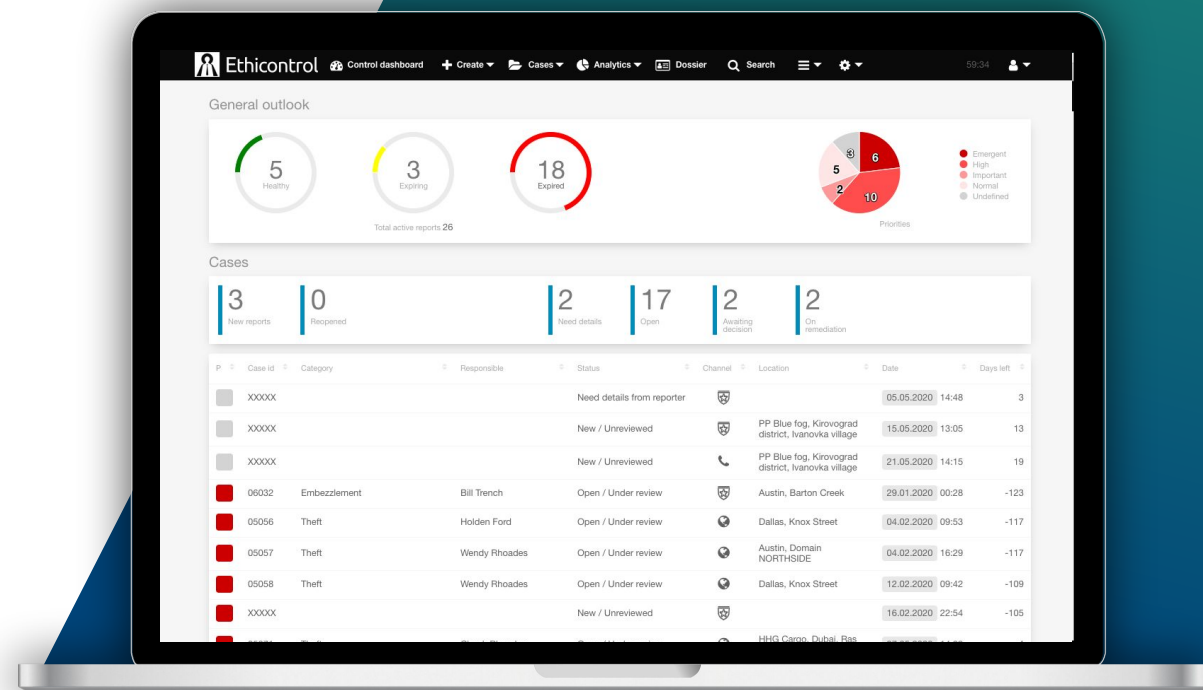 Ethicontrol Control dashboard Create Cases Analytics Dossier Search 59:34
General outlook
5
Healthy
3
Expiring
18
Expired
Total active reports 26
3
6
5
2
10
Priorities
Emergent
High
Important
Normal
Undefined
Cases
3
New reports
0
Reopened
2
Need details
17
Open
2
Awaiting
decision
2
On
remediation
P Case id Category Responsible Status Channel Location Date Days left
XXXXX Need details from reporter 05.05.2020 14:48 3
XXXXX New / Unreviewed PP Blue fog, Kirovograd
district, Ivanovka village 15.05.2020 13:05 13
XXXXX New / Unreviewed PP Blue fog, Kirovograd
district, Ivanovka village 21.05.2020 14:15 19
06032 Embezzlement Bill Trench Open / Under review Austin, Barton Creek 29.01.2020 00:28 -123
05056 Theft Holden Ford Open / Under review Dallas, Knox Street 04.02.2020 09:53 -117
05057 Theft Wendy Rhoades Open / Under review Austin, Domain
NORTHSIDE 04.02.2020 16:29 -117
05058 Theft Wendy Rhoades Open / Under review Dallas, Knox Street 12.02.2020 09:42 -109
XXXXX New / Unreviewed 16.02.2020 22:54 -105
HHG Cargo, Dubai, Ras